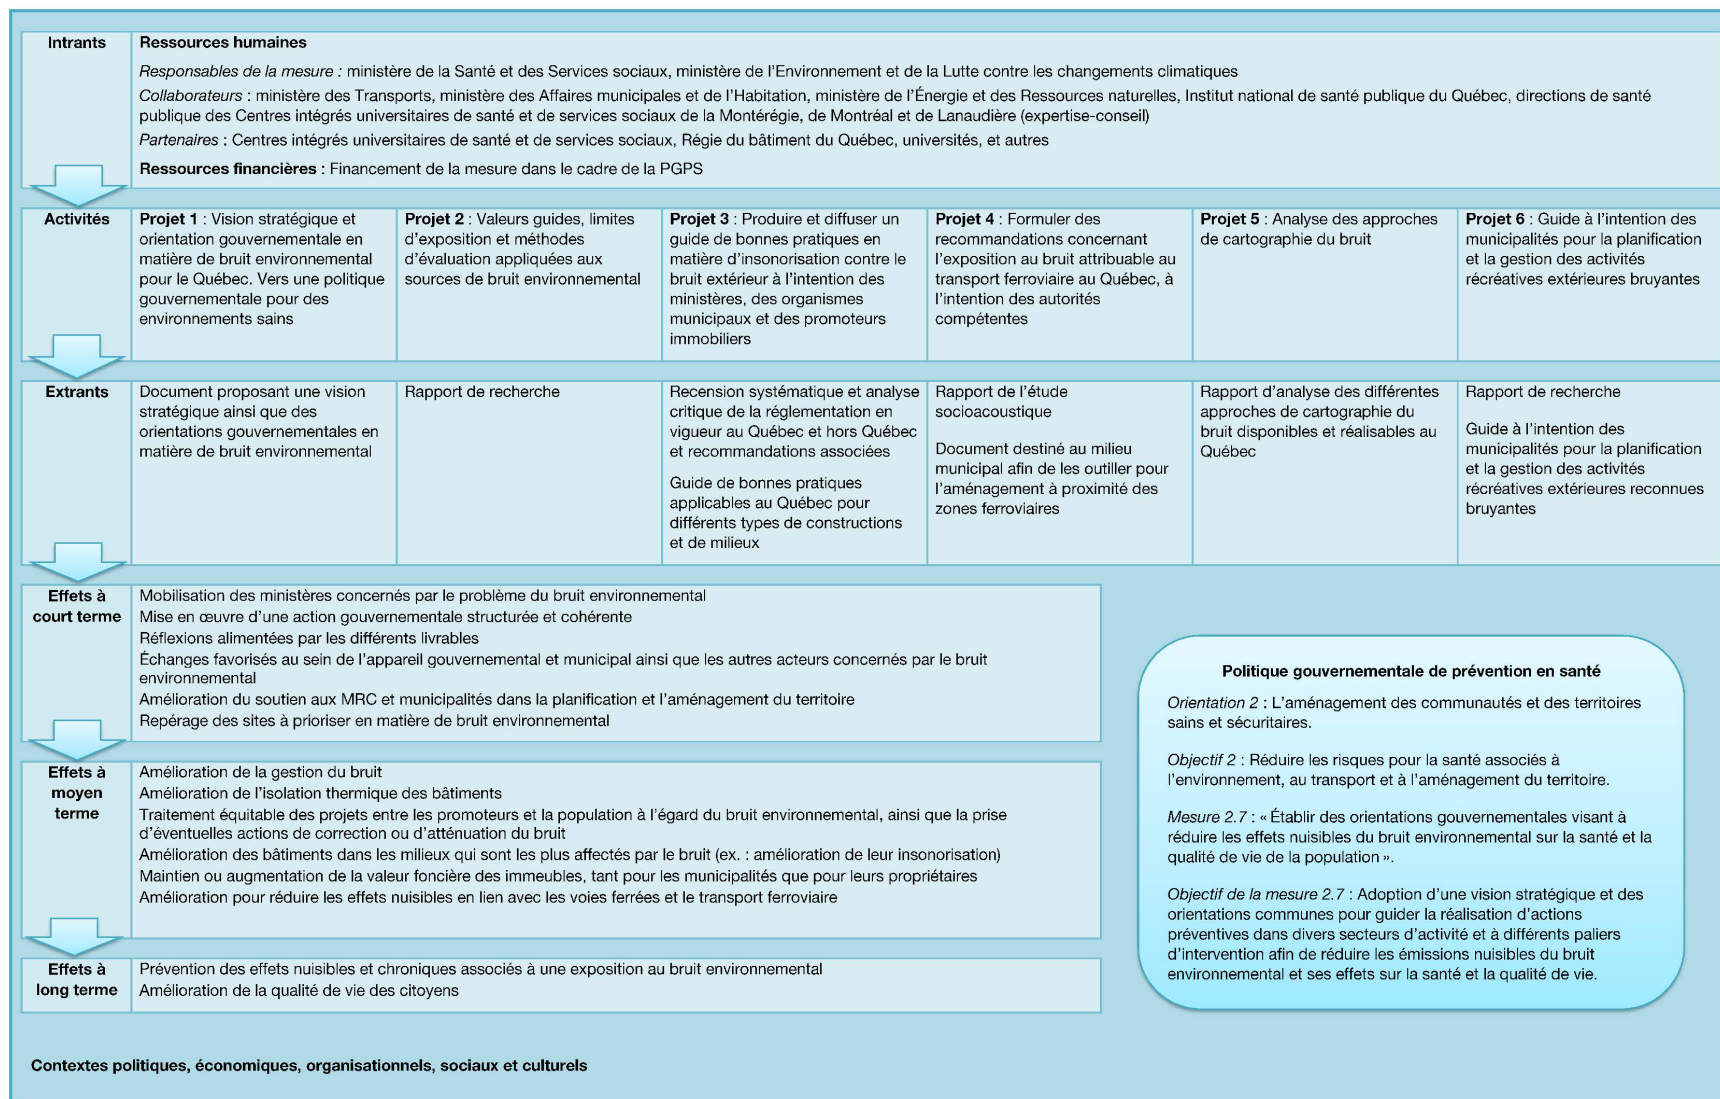 Intrants
Ressources humaines
Responsables de la mesure : ministère de la Santé et des Services sociaux, ministère de l’Environnement et de la Lutte contre les changements climatiques
Collaborateurs : ministère des Transports, ministère des Affaires municipales et de l’Habitation, ministère de l’Énergie et des Ressources naturelles, Institut national de santé publique du Québec, directions de santé
publique des Centres intégrés universitaires de santé et de services sociaux de la Montérégie, de Montréal et de Lanaudière (expertise-conseil)
Partenaires : Centres intégrés universitaires de santé et de services sociaux, Régie du bâtiment du Québec, universités, et autres
Ressources financières : Financement de la mesure dans le cadre de la PGPS
Activités
Projet 1 : Vision stratégique et
orientation gouvernementale en
matière de bruit environnemental
pour le Québec. Vers une politique
gouvernementale pour des
environnements sains
Projet 2 : Valeurs guides, limites
d’exposition et méthodes
d’évaluation appliquées aux
sources de bruit environnemental
Projet 3 : Produire et diffuser un
guide de bonnes pratiques en
matière d’insonorisation contre le
bruit extérieur à l’intention des
ministères, des organismes
municipaux et des promoteurs
immobiliers
Projet 4 : Formuler des
recommandations concernant
l’exposition au bruit attribuable au
transport ferroviaire au Québec, à
l’intention des autorités
compétentes
Projet 5 : Analyse des approches
de cartographie du bruit
Projet 6 : Guide à l’intention des
municipalités pour la planification
et la gestion des activités
récréatives extérieures bruyantes
Extrants
Document proposant une vision
stratégique ainsi que des
orientations gouvernementales en
matière de bruit environnemental
Rapport de recherche
Recension systématique et analyse
critique de la réglementation en
vigueur au Québec et hors Québec
et recommandations associées
Guide de bonnes pratiques
applicables au Québec pour
différents types de constructions
et de milieux
Rapport de l’étude
socioacoustique
Document destiné au milieu
municipal afin de les outiller pour
l’aménagement à proximité des
zones ferroviaires
Rapport d’analyse des différentes
approches de cartographie du
bruit disponibles et réalisables au
Québec
Rapport de recherche
Guide à l’intention des
municipalités pour la planification
et la gestion des activités
récréatives extérieures reconnues
bruyantes
Effets à
court terme
Mobilisation des ministères concernés par le problème du bruit environnemental
Mise en œuvre d’une action gouvernementale structurée et cohérente
Réflexions alimentées par les différents livrables
Échanges favorisés au sein de l’appareil gouvernemental et municipal ainsi que les autres acteurs concernés par le bruit
environnemental
Amélioration du soutien aux MRC et municipalités dans la planification et l’aménagement du territoire
Repérage des sites à prioriser en matière de bruit environnemental
Effets à
moyen
terme
Amélioration de la gestion du bruit
Amélioration de l’isolation thermique des bâtiments
Traitement équitable des projets entre les promoteurs et la population à l’égard du bruit environnemental, ainsi que la prise
d’éventuelles actions de correction ou d’atténuation du bruit
Amélioration des bâtiments dans les milieux qui sont les plus affectés par le bruit (ex. : amélioration de leur insonorisation)
Maintien ou augmentation de la valeur foncière des immeubles, tant pour les municipalités que pour leurs propriétaires
Amélioration pour réduire les effets nuisibles en lien avec les voies ferrées et le transport ferroviaire
Effets à
long terme
Prévention des effets nuisibles et chroniques associés à une exposition au bruit environnemental
Amélioration de la qualité de vie des citoyens
Politique gouvernementale de prévention en santé
Orientation 2 : L’aménagement des communautés et des territoires
sains et sécuritaires.
Objectif 2 : Réduire les risques pour la santé associés à
l’environnement, au transport et à l’aménagement du territoire.
Mesure 2.7 : « Établir des orientations gouvernementales visant à
réduire les effets nuisibles du bruit environnemental sur la santé et la
qualité de vie de la population ».
Objectif de la mesure 2.7 : Adoption d’une vision stratégique et des
orientations communes pour guider la réalisation d’actions
préventives dans divers secteurs d’activité et à différents paliers
d’intervention afin de réduire les émissions nuisibles du bruit
environnemental et ses effets sur la santé et la qualité de vie.
Contextes politiques, économiques, organisationnels, sociaux et culturels